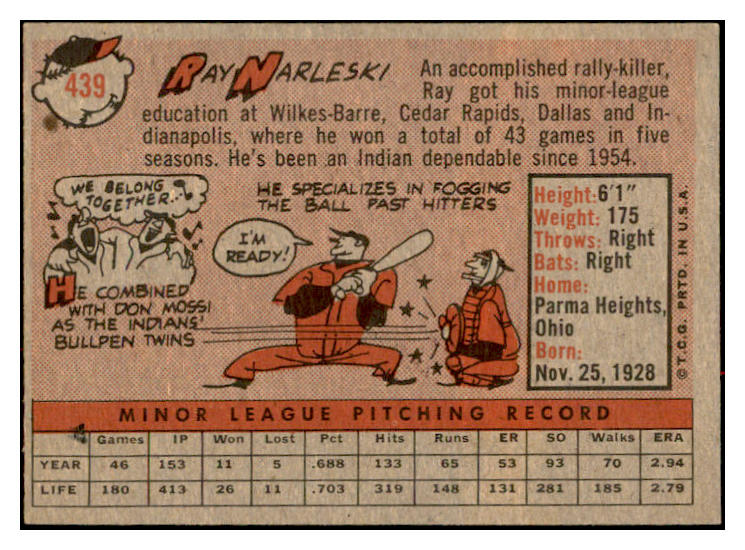 439
RAY NARLESKI
An accomplished rally-killer,
Ray got his minor-league
education at Wilkes-Barre, Cedar Rapids, Dallas and In-
dianapolis, where he won a total of 43 games in five
seasons. He's been an Indian dependable since 1954.
WE BELONG
TOGETHER...
HE COMBINED
WITH DON MOSSI
AS THE INDIANS'
BULLPEN TWINS
HE SPECIALIZES IN FOGGING
THE BALL PAST HITTERS
I'M
READY!
Height: 6'1"
Weight: 175
Throws: Right
Bats: Right
Home:
Parma Heights,
Ohio
Born:
Nov. 25, 1928
© T.C.G. PRTD. IN U.S.A.
MINOR LEAGUE PITCHING RECORD
Games IP Won Lost Pct Hits Runs ER SO Walks ERA
YEAR 46 153 11 5 .688 133 65 53 93 70 2.94
LIFE 180 413 26 11 .703 319 148 131 281 185 2.79